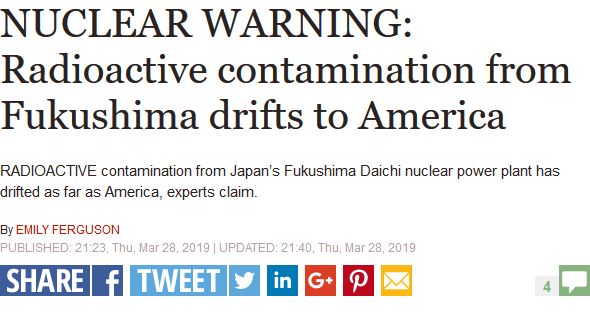 NUCLEAR WARNING:
Radioactive contamination from
Fukushima drifts to America
RADIOACTIVE contamination from Japan's Fukushima Daichi nuclear power plant has
drifted as far as America, experts claim.
By EMILY FERGUSON
PUBLISHED: 21:23, Thu, Mar 28, 2019 | UPDATED: 21:40, Thu, Mar 28, 2019
SHARE f TWEET in G+ 4